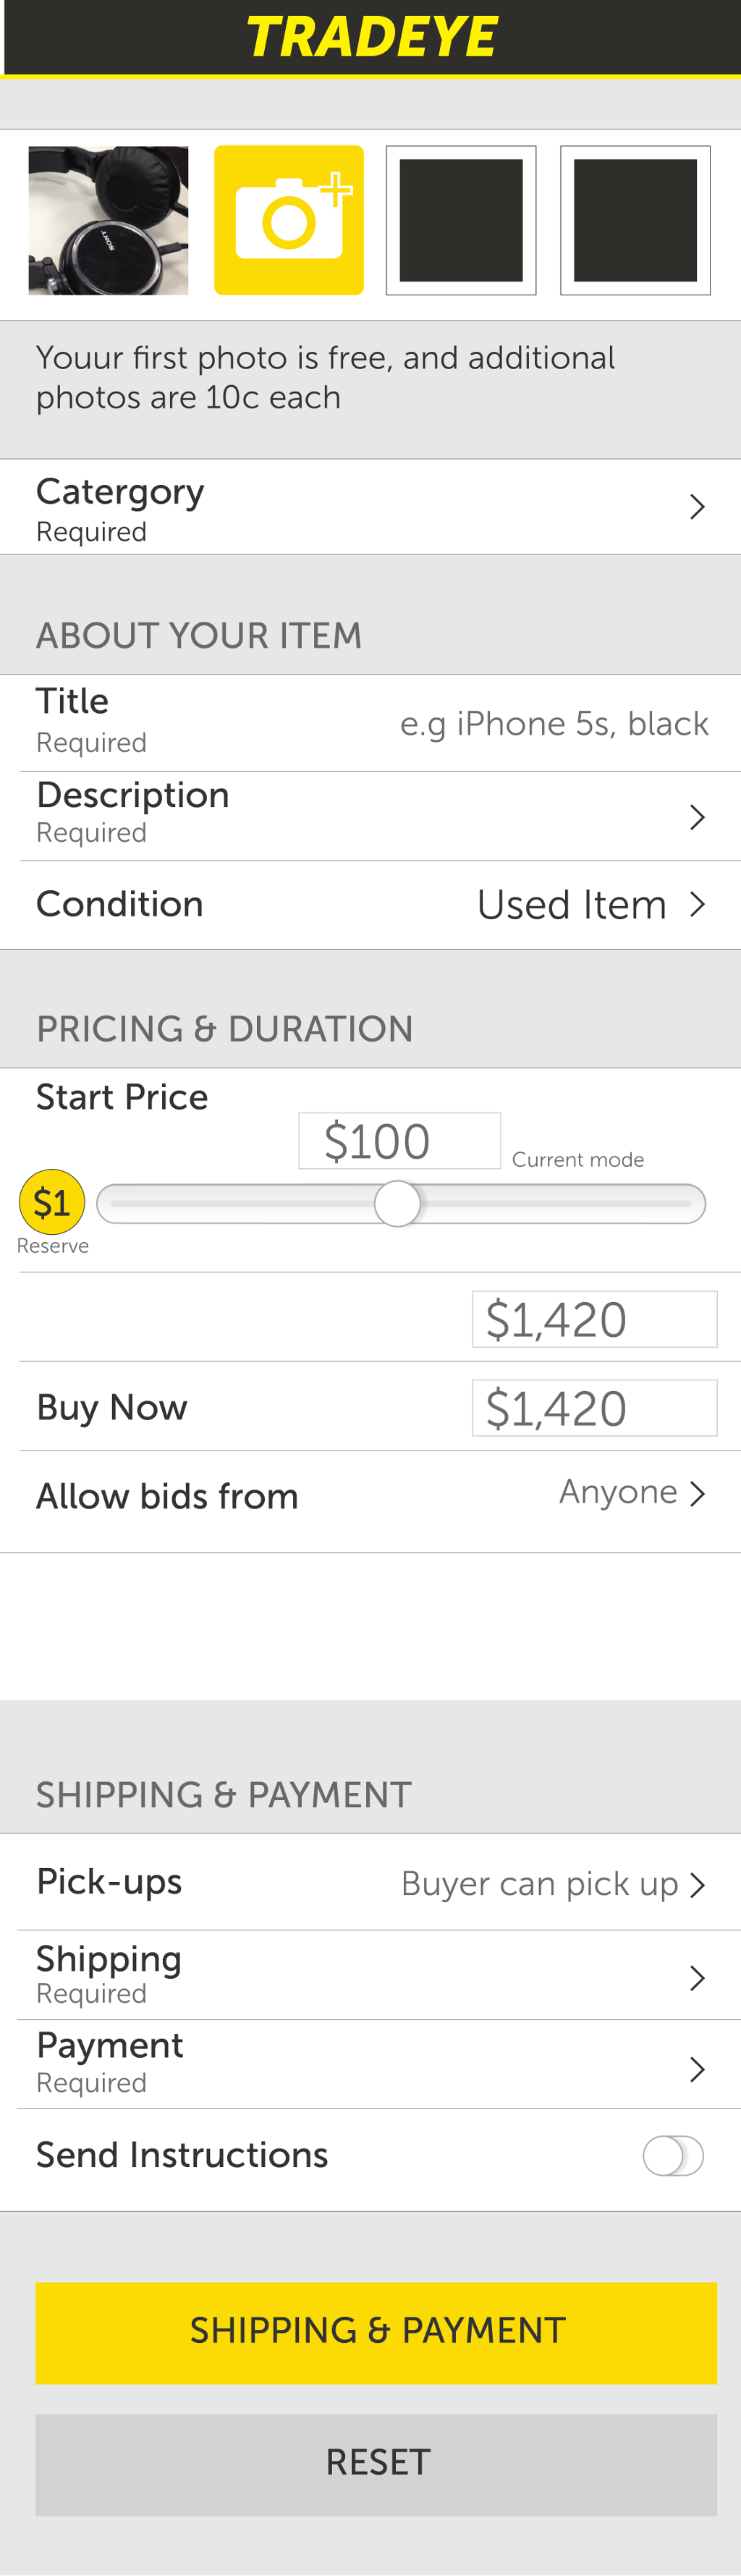 TRADEYE
SONY
Youur first photo is free, and additional
photos are 10c each
Catergory
Required
ABOUT YOUR ITEM
Title
Required
e.g iPhone 5s, black
Description
Required
Condition
Used Item
PRICING & DURATION
Start Price
$100
Current mode
$1
Reserve
$1,420
Buy Now
$1,420
Allow bids from
Anyone
SHIPPING & PAYMENT
Pick-ups
Buyer can pick up
Shipping
Required
Payment
Required
Send Instructions
SHIPPING & PAYMENT
RESET